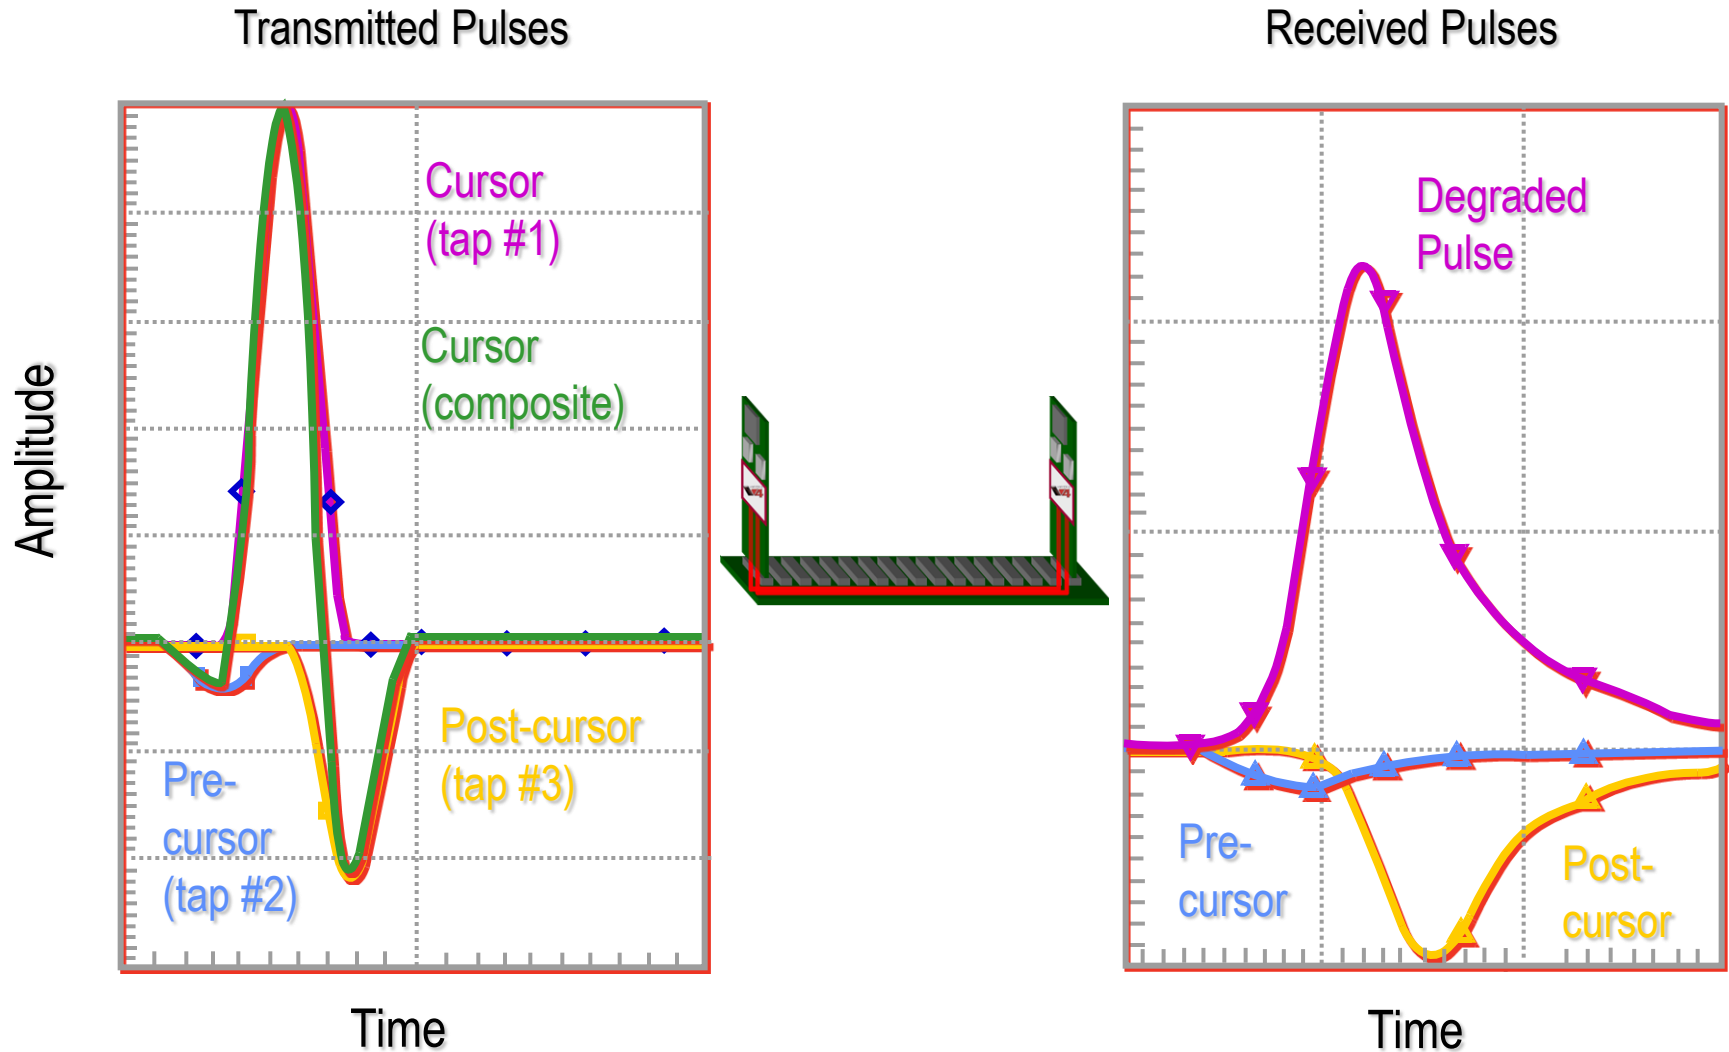 Transmitted Pulses
Received Pulses
Cursor
(tap #1)
Cursor
(composite)
Post-cursor
(tap #3)
Pre-
cursor
(tap #2)
Amplitude
Time
Degraded
Pulse
Pre-
cursor
Post-
cursor
Time